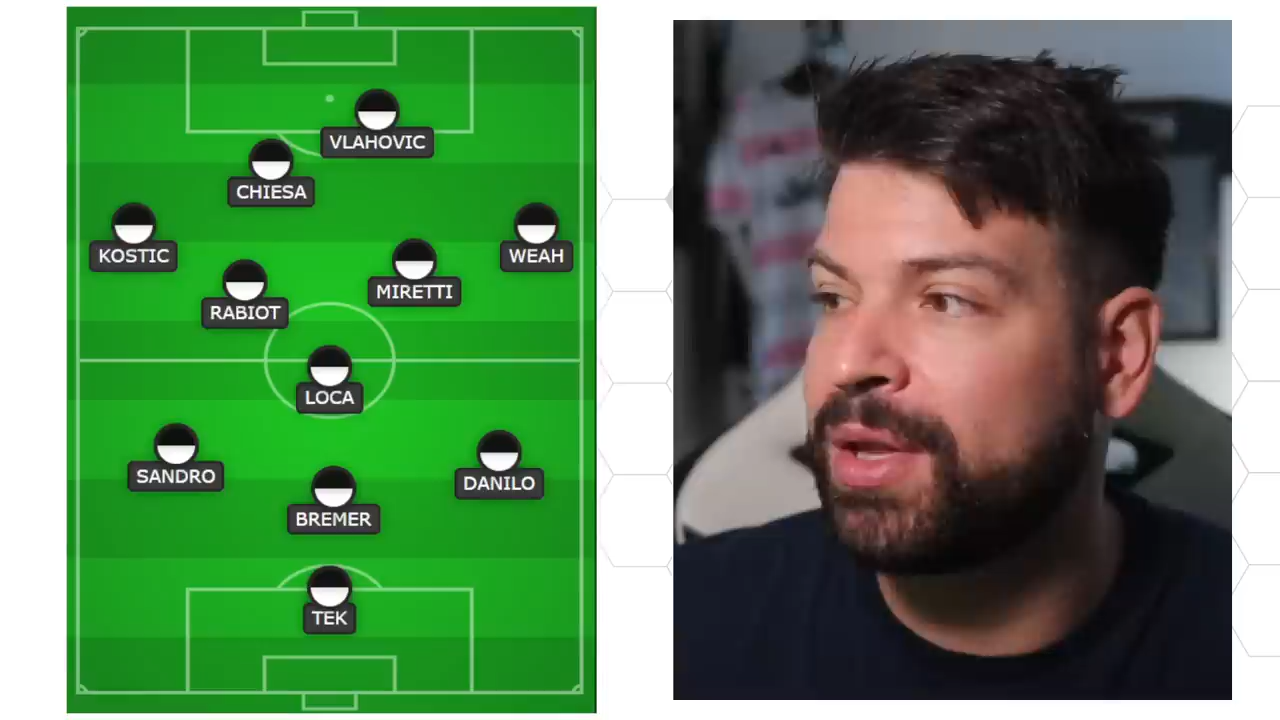 VLAHOVIC
CHIESA
KOSTIC
WEAH
MIRETTI
RABIOT
LOCA
SANDRO
DANILO
BREMER
TEK